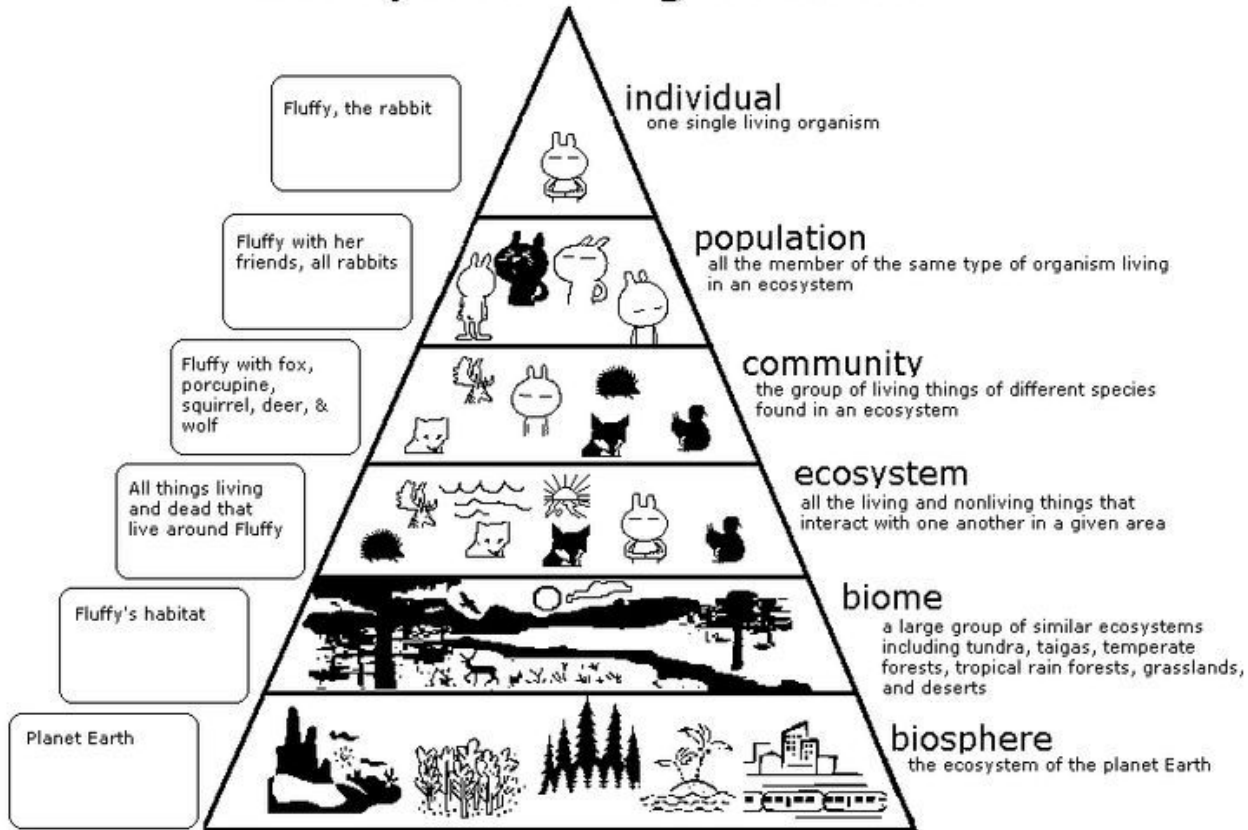 Fluffy, the rabbit
individual
one single living organism
Fluffy with her
friends, all rabbits
population
all the member of the same type of organism living
in an ecosystem
Fluffy with fox,
porcupine,
squirrel, deer, &
wolf
community
the group of living things of different species
found in an ecosystem
All things living
and dead that
live around Fluffy
ecosystem
all the living and nonliving things that
interact with one another in a given area
Fluffy's habitat
biome
a large group of similar ecosystems
including tundra, taigas, temperate
forests, tropical rain forests, grasslands,
and deserts
Planet Earth
biosphere
the ecosystem of the planet Earth